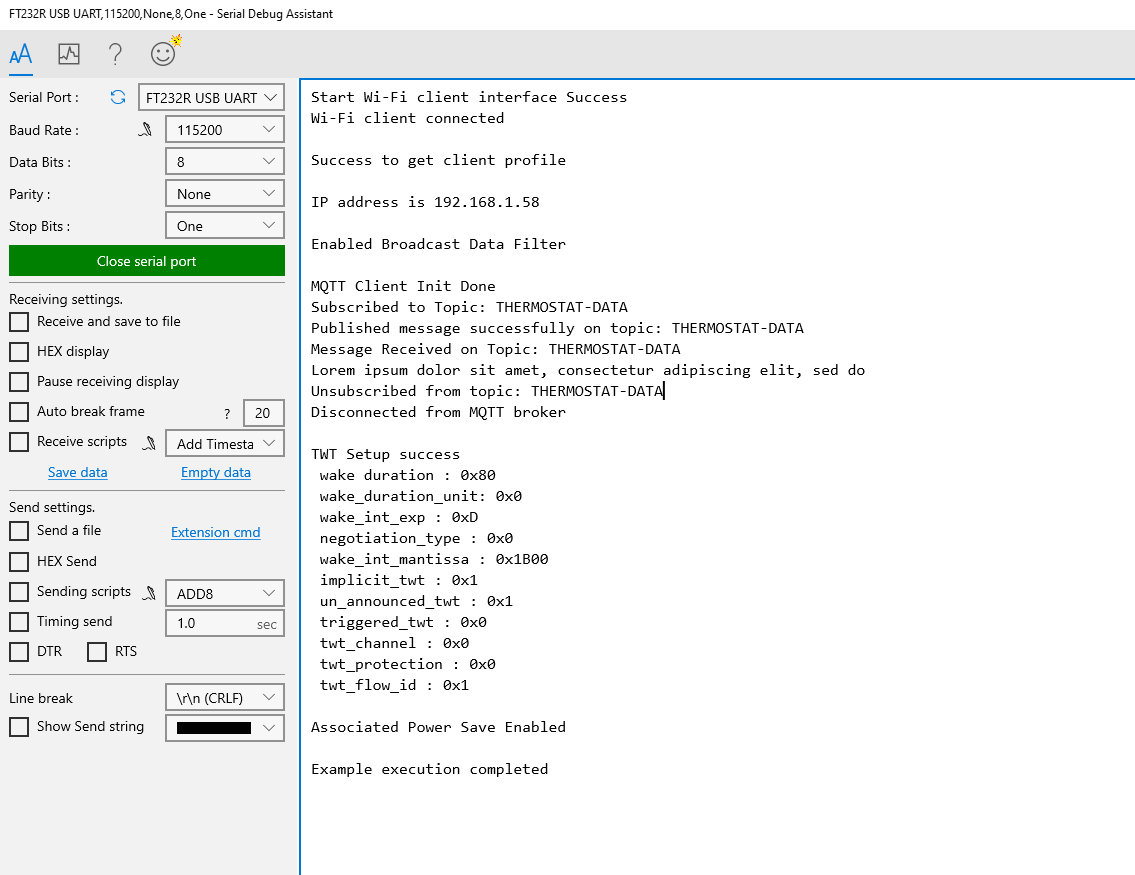 FT232R USB UART,115200,None,8,One - Serial Debug Assistant
AA
Serial Port :
FT232R USB UART
Baud Rate :
115200
Data Bits :
8
Parity :
None
Stop Bits :
One
Close serial port
Receiving settings.
Receive and save to file
HEX display
Pause receiving display
Auto break frame
? 20
Receive scripts
Add Timesta
Save data
Empty data
Send settings.
Send a file
Extension cmd
HEX Send
Sending scripts
ADD8
Timing send
1.0 sec
DTR
RTS
Line break
\r\n (CRLF)
Show Send string
Start Wi-Fi client interface Success
Wi-Fi client connected
Success to get client profile
IP address is 192.168.1.58
Enabled Broadcast Data Filter
MQTT Client Init Done
Subscribed to Topic: THERMOSTAT-DATA
Published message successfully on topic: THERMOSTAT-DATA
Message Received on Topic: THERMOSTAT-DATA
Lorem ipsum dolor sit amet, consectetur adipiscing elit, sed do
Unsubscribed from topic: THERMOSTAT-DATA
Disconnected from MQTT broker
TWT Setup success
wake duration : 0x80
wake_duration_unit: 0x0
wake_int_exp : 0xD
negotiation_type : 0x0
wake_int_mantissa : 0x1B00
implicit_twt : 0x1
un_announced_twt : 0x1
triggered_twt : 0x0
twt_channel : 0x0
twt_protection : 0x0
twt_flow_id : 0x1
Associated Power Save Enabled
Example execution completed